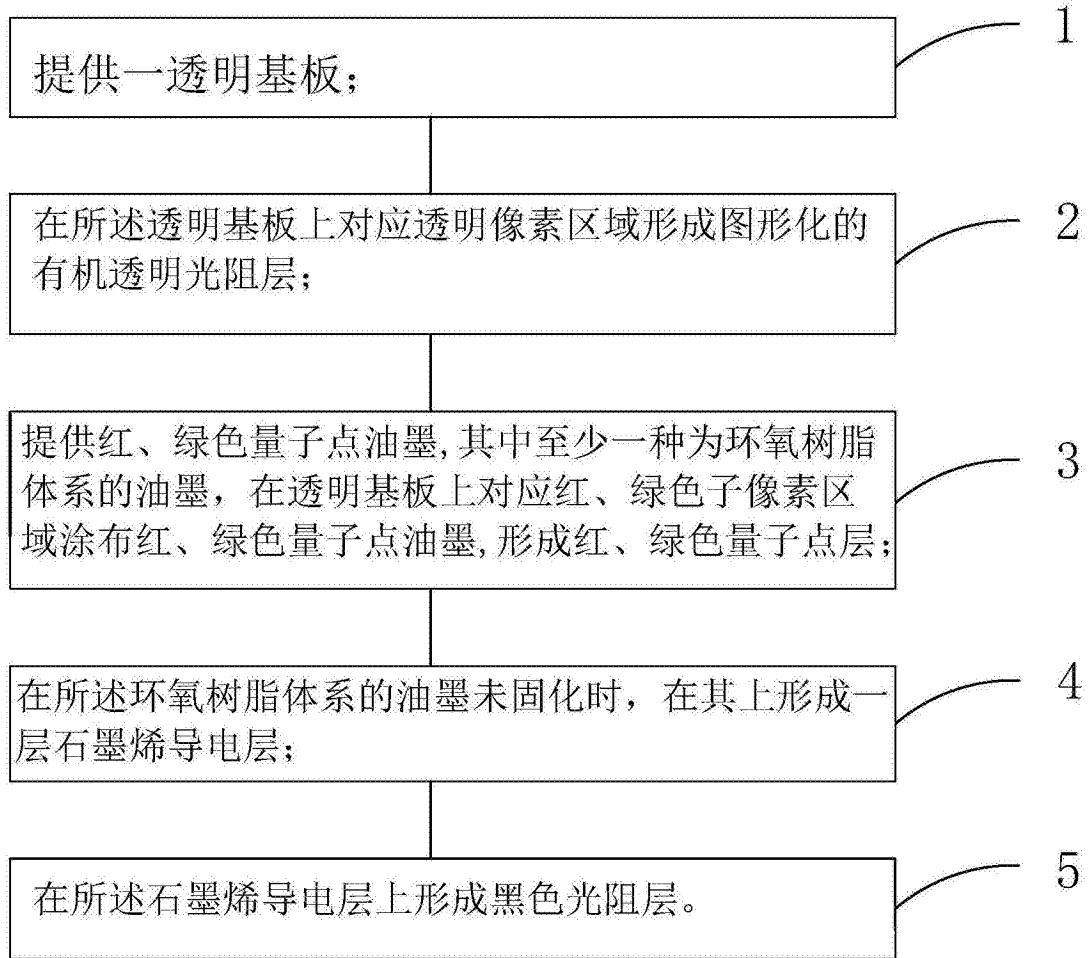 1
提供一透明基板；
2
在所述透明基板上对应透明像素区域形成图形化的
有机透明光阻层；
3
提供红、绿色量子点油墨,其中至少一种为环氧树脂
体系的油墨，在透明基板上对应红、绿色子像素区
域涂布红、绿色量子点油墨,形成红、绿色量子点层；
4
在所述环氧树脂体系的油墨未固化时，在其上形成一
层石墨烯导电层；
5
在所述石墨烯导电层上形成黑色光阻层。